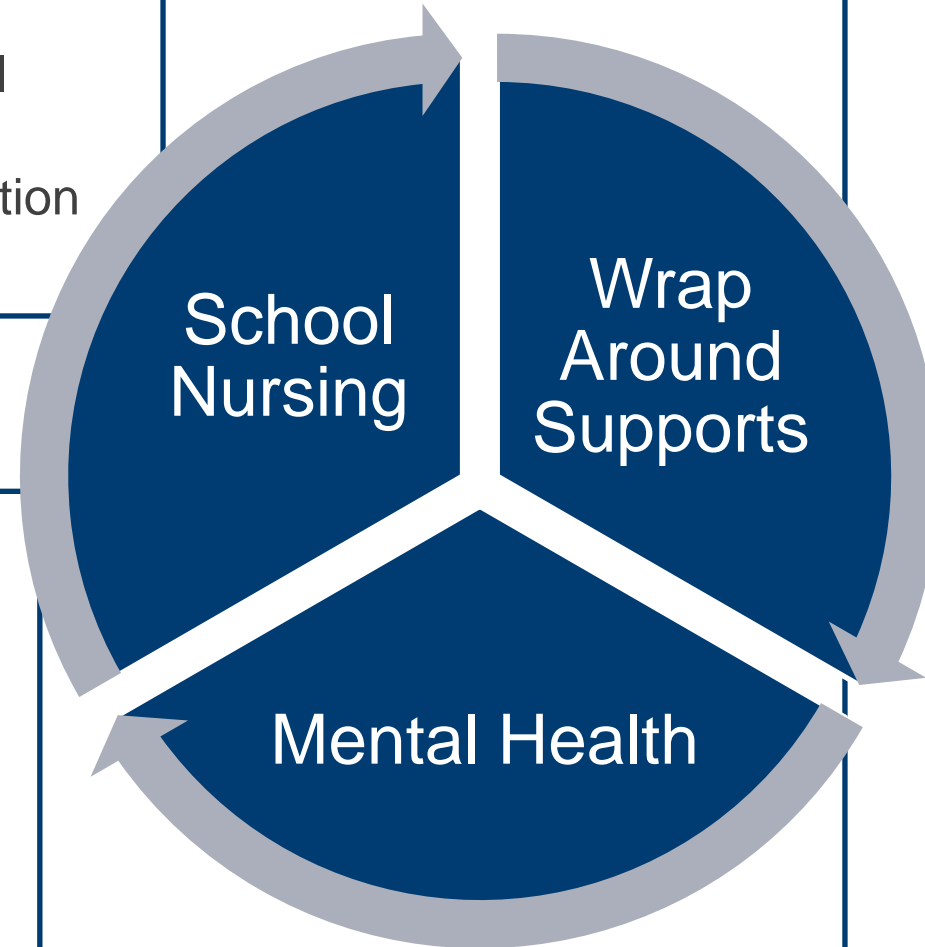 tion
School
Nursing
Wrap
Around
Supports
Mental Health